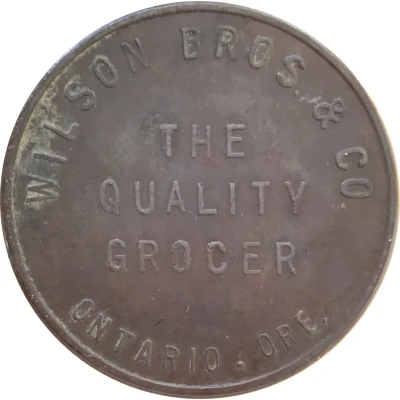 WILSON BROS. & CO.
THE
QUALITY
GROCER
ONTARIO, ORE.